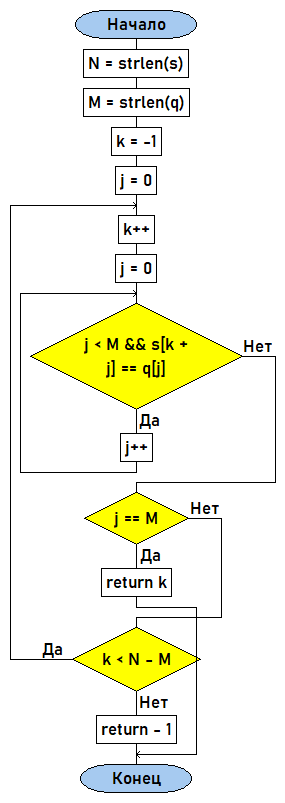 Начало
N = strlen(s)
M = strlen(q)
k = -1
j = 0
k++
j = 0
j < M && s[k +
j] == q[j]
Нет
Да
j++
j == M
Нет
Да
return k
k < N - M
Да
Нет
return - 1
Конец